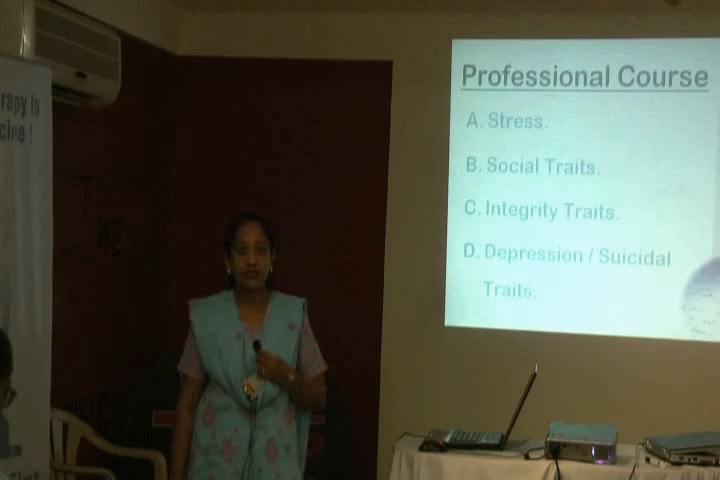 rapy is
cine !
Professional Course
A. Stress.
B. Social Traits.
C. Integrity Traits.
D. Depression / Suicidal
Traits.